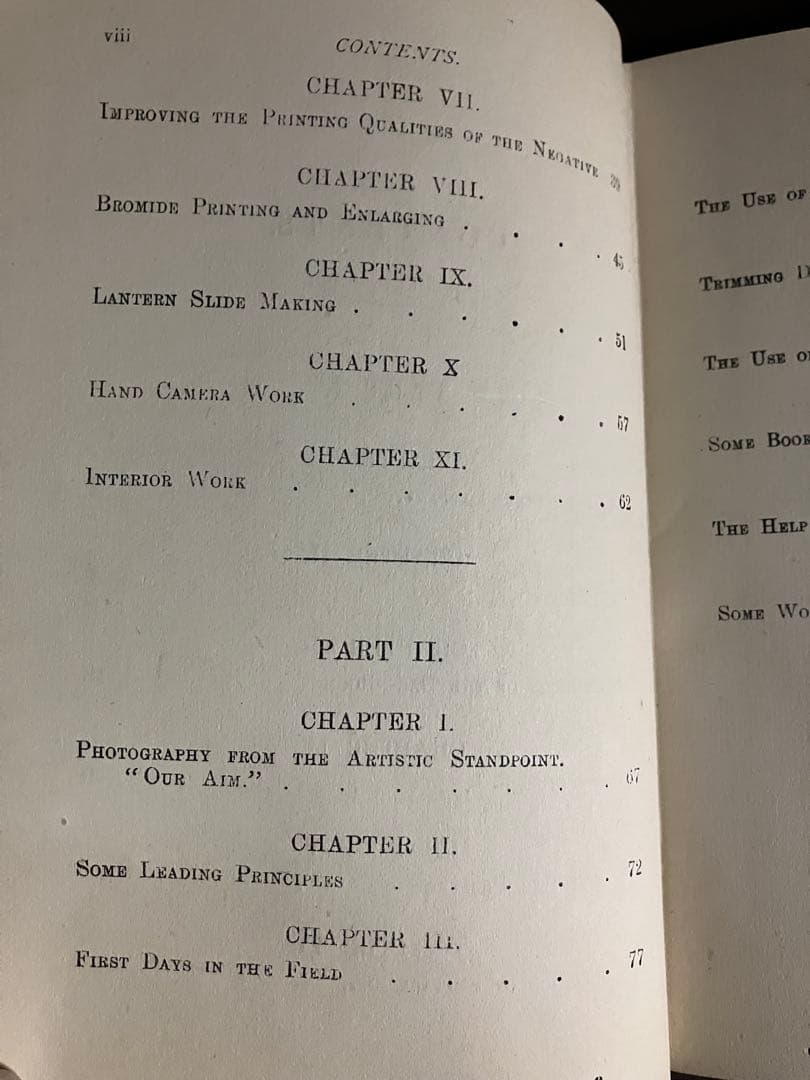 viii
CONTENTS.
CHAPTER VII.
IMPROVING THE PRINTING QUALITIES OF THE NEGATIVE
CHAPTER VIII.
BROMIDE PRINTING AND ENLARGING . . . . 45
CHAPTER IX.
LANTERN SLIDE MAKING . . . . . . 51
CHAPTER X
HAND CAMERA WORK . . . . . . 57
CHAPTER XI.
INTERIOR WORK . . . . . . . 62
PART II.
CHAPTER I.
PHOTOGRAPHY FROM THE ARTISTIC STANDPOINT.
"OUR AIM." . . . . . . . 67
CHAPTER II.
SOME LEADING PRINCIPLES . . . . . 72
CHAPTER III.
FIRST DAYS IN THE FIELD . . . . . 77
THE USE OF
TRIMMING
THE USE
SOME
THE HELP
SOME